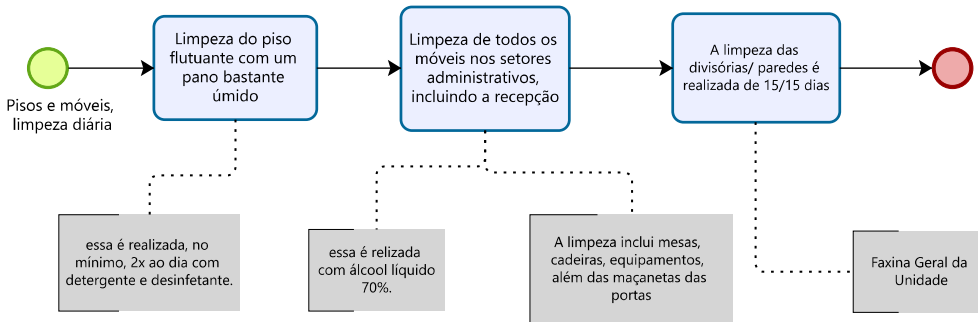 Pisos e móveis,
limpeza diária
Limpeza do piso
flutuante com um
pano bastante
úmido
Limpeza de todos os
móveis nos setores
administrativos,
incluindo a recepção
A limpeza das
divisórias/ paredes é
realizada de 15/15 dias
essa é realizada, no
mínimo, 2x ao dia com
detergente e desinfetante.
essa é relizada
com álcool líquido
70%.
A limpeza inclui mesas,
cadeiras, equipamentos,
além das maçanetas das
portas
Faxina Geral da
Unidade